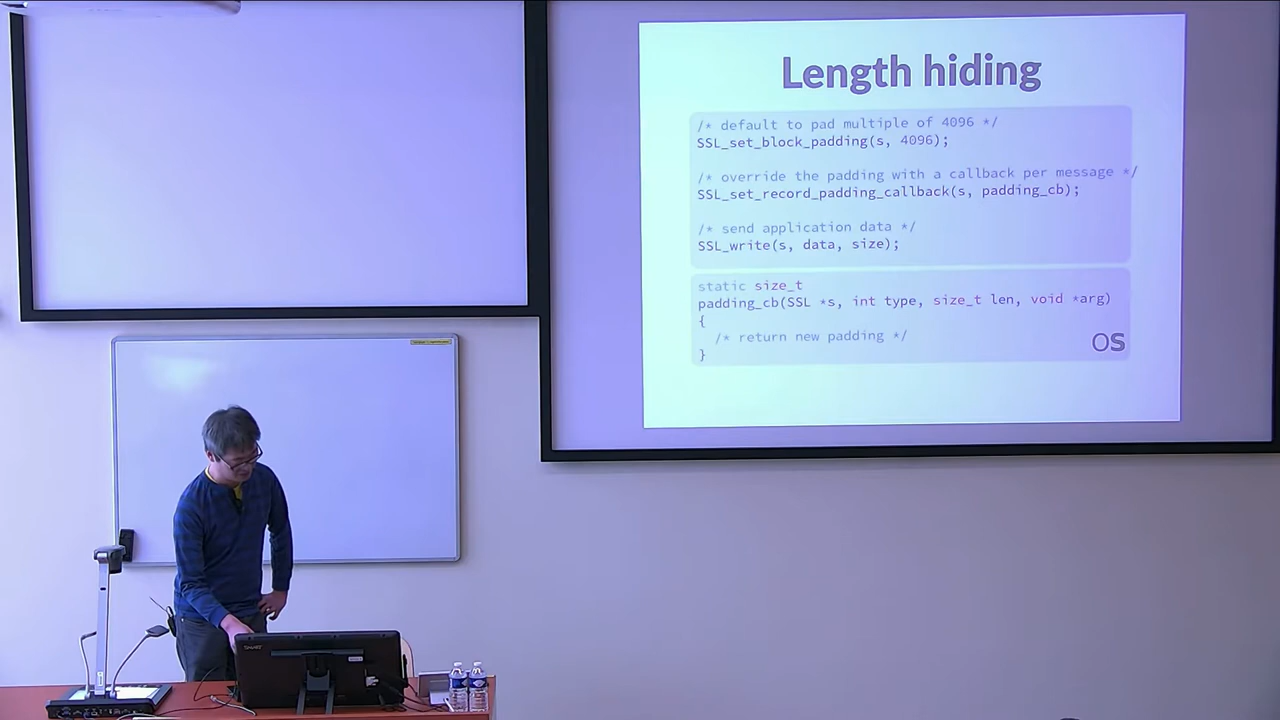 Length hiding
/* default to pad multiple of 4096 */
SSL_set_block_padding(s, 4096);
/* override the padding with a callback per message */
SSL_set_record_padding_callback(s, padding_cb);
/* send application data */
SSL_write(s, data, size);
static size_t
padding_cb(SSL *s, int type, size_t len, void *arg)
{
/* return new padding */
}
OS